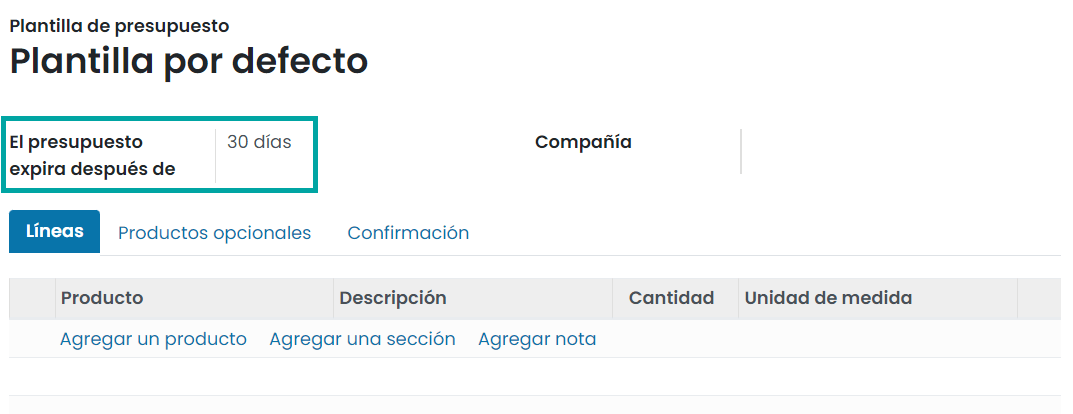 Plantilla de presupuesto
Plantilla por defecto
El presupuesto expira después de
30 días
Compañía
Líneas Productos opcionales Confirmación
Producto Descripción Cantidad Unidad de medida
Agregar un producto Agregar una sección Agregar nota